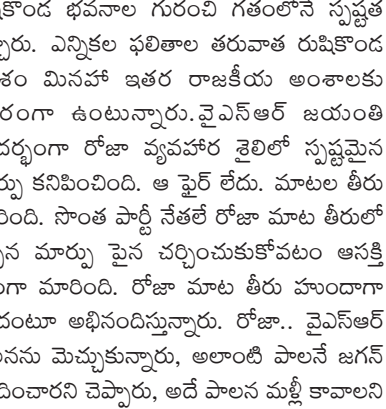 కొండ భవనాల గురంచి గతంలోనే స్పష్టత
రు. ఎన్నికల ఫలితాల తరువాత రుషికొండ
శం మినహా ఇతర రాజకీయ అంశాలకు
రంగా ఉంటున్నారు.వైఎస్ఆర్ జయంతి
దర్భంగా రోజా వ్యవహార శైలిలో స్పష్టమైన
ర్పు కనిపించింది. ఆ ఫైర్ లేదు. మాటల తీరు
రింది. సొంత పార్టీ నేతలే రోజా మాట తీరులో
న మార్పు పైన చర్చించుకుకోవటం ఆసక్తి
ంగా మారింది. రోజా మాట తీరు హుందాగా
దంటూ అభినందిస్తున్నారు. రోజా.. వైఎస్ఆర్
లనను మెచ్చుకున్నారు, అలాంటి పాలనే జగన్
దించారని చెప్పారు, అదే పాలన మళ్లీ కావాలని